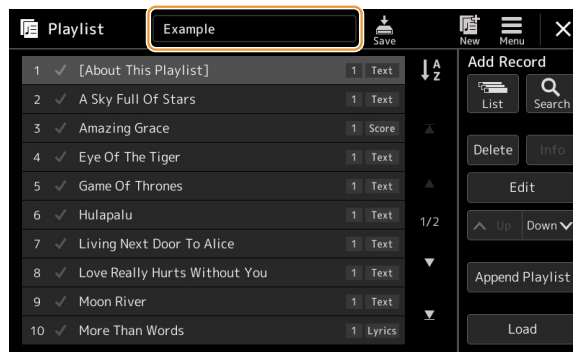 Playlist Example Save New Menu
1 [About This Playlist] 1 Text A Z Add Record
2 A Sky Full Of Stars 1 Text List Search
3 Amazing Grace 1 Score
4 Eye Of The Tiger 1 Text Delete Info
5 Game Of Thrones 1 Text Edit
6 Hulapalu 1 Text 1/2 Up Down
7 Living Next Door To Alice 1 Text
8 Love Really Hurts Without You 1 Text Append Playlist
9 Moon River 1 Text
10 More Than Words 1 Lyrics Load